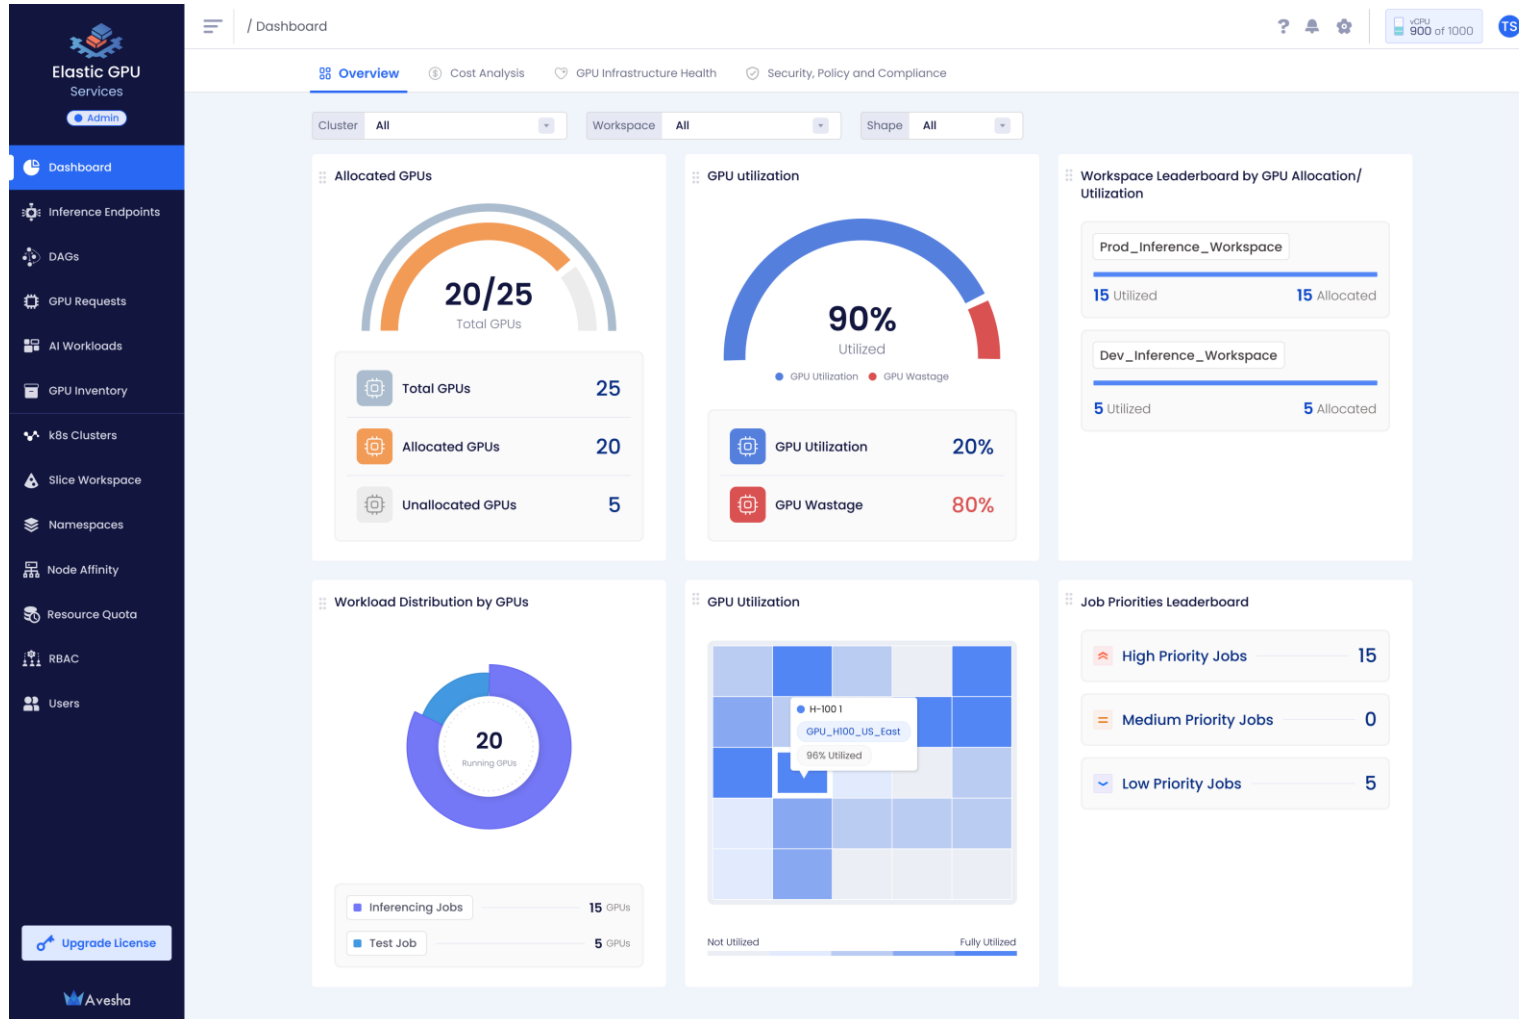 Elastic GPU
Services
Admin
Dashboard
Inference Endpoints
DAGs
GPU Requests
AI Workloads
GPU Inventory
k8s Clusters
Slice Workspace
Namespaces
Node Affinity
Resource Quota
RBAC
Users
Upgrade License
Avesha
/ Dashboard
?
vCPU
900 of 1000
TS
Overview
Cost Analysis
GPU Infrastructure Health
Security, Policy and Compliance
Cluster All
Workspace All
Shape All
Allocated GPUs
20/25
Total GPUs
Total GPUs 25
Allocated GPUs 20
Unallocated GPUs 5
GPU utilization
90%
Utilized
GPU Utilization GPU Wastage
GPU Utilization 20%
GPU Wastage 80%
Workspace Leaderboard by GPU Allocation/
Utilization
Prod_Inference_Workspace
15 Utilized 15 Allocated
Dev_Inference_Workspace
5 Utilized 5 Allocated
Workload Distribution by GPUs
20
Running GPUs
Inferencing Jobs 15 GPUs
Test Job 5 GPUs
GPU Utilization
H-100 1
GPU_H100_US_East
96% Utilized
Not Utilized Fully Utilized
Job Priorities Leaderboard
High Priority Jobs 15
Medium Priority Jobs 0
Low Priority Jobs 5